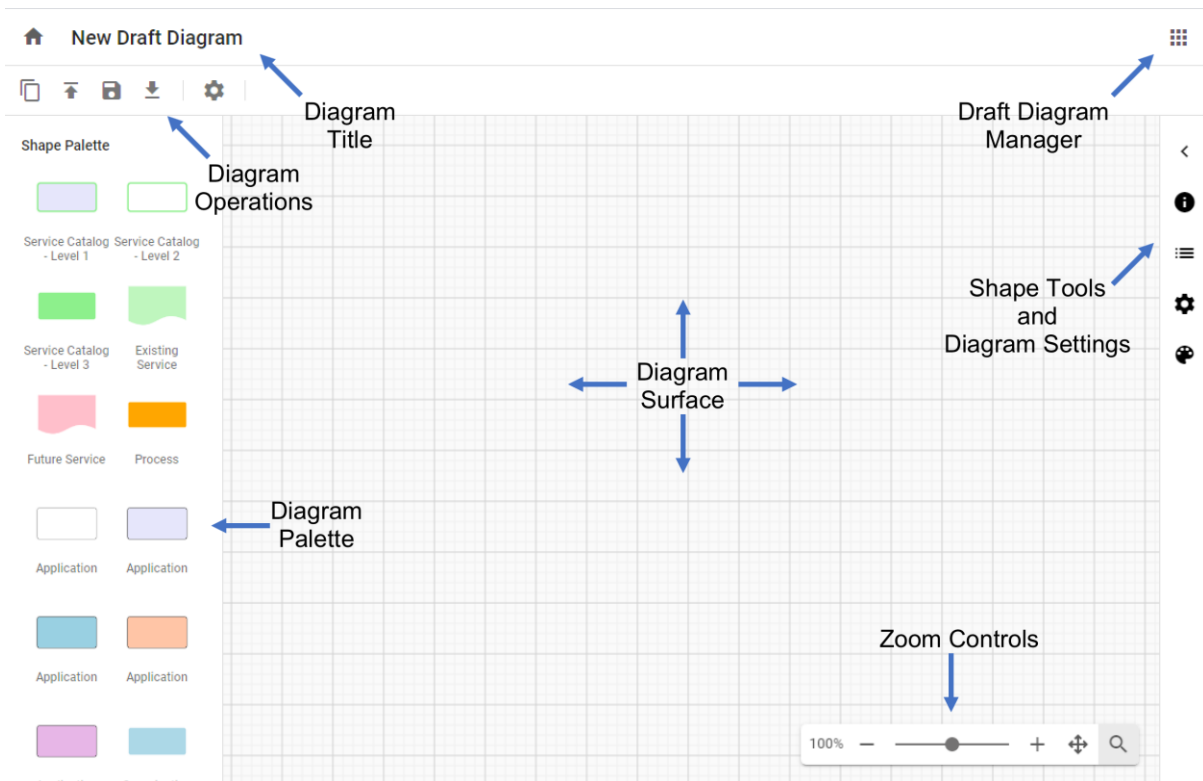 New Draft Diagram
Diagram
Title
Draft Diagram
Manager
Shape Palette
Diagram
Operations
Service Catalog
- Level 1
Service Catalog
- Level 2
Shape Tools
and
Diagram Settings
Service Catalog
- Level 3
Existing
Service
Diagram
Surface
Future Service
Process
Diagram
Palette
Application
Application
Zoom Controls
Application
Application
100%